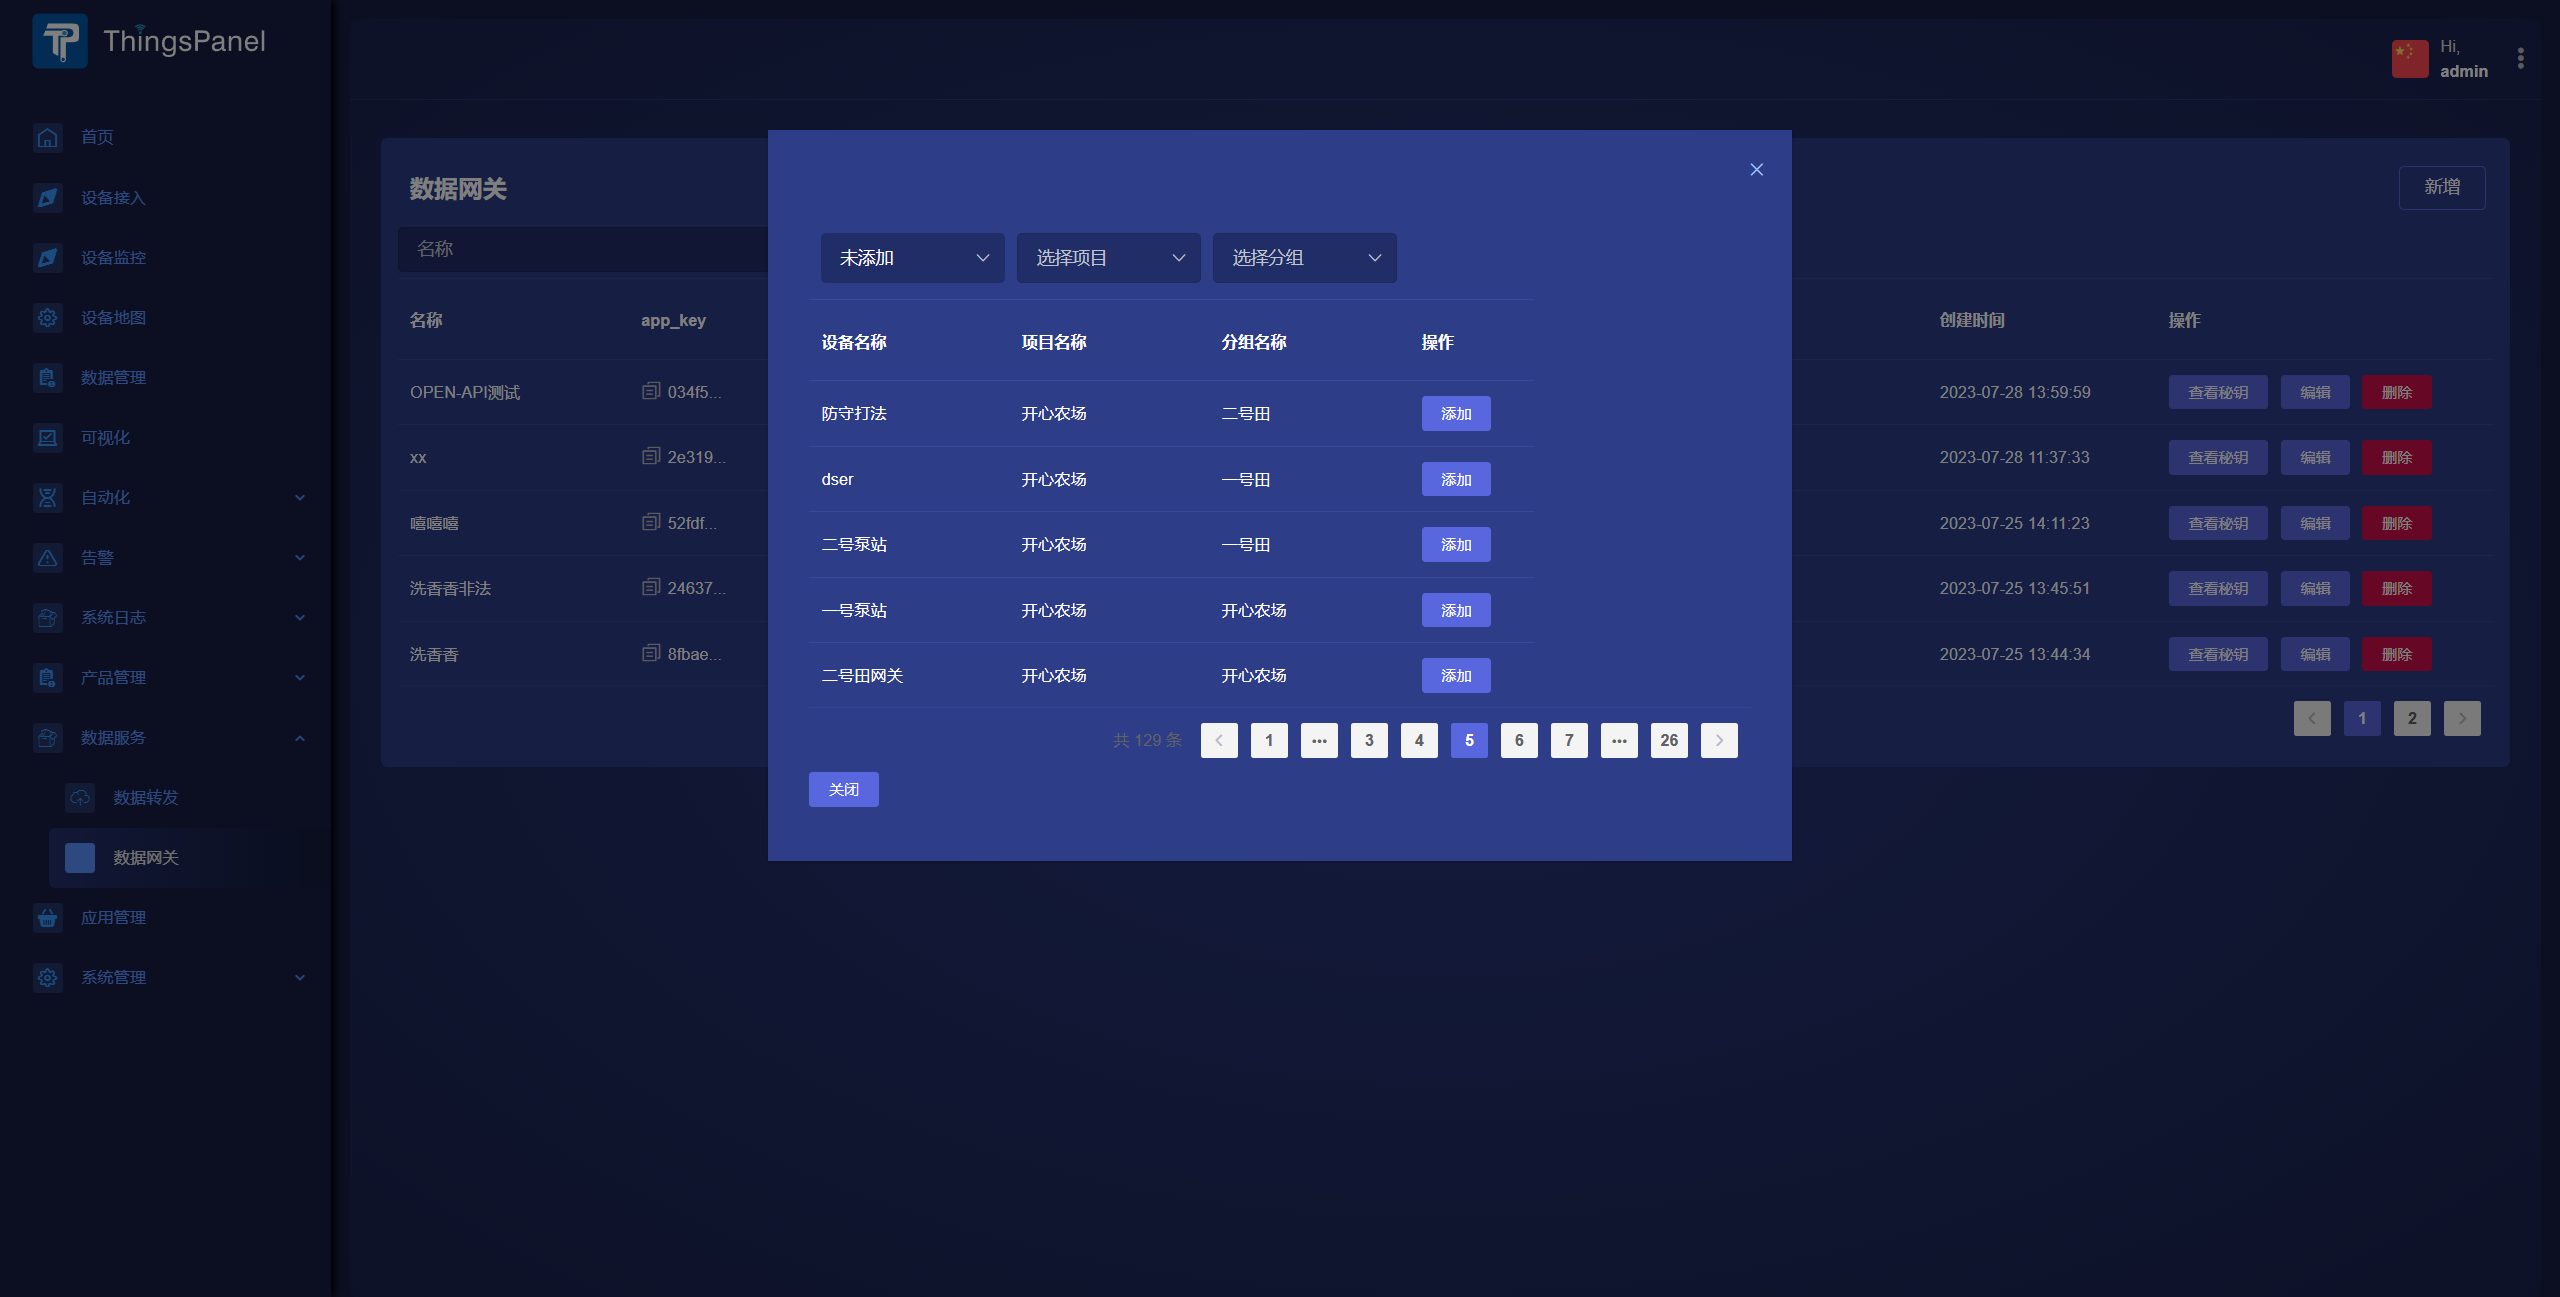 ThingsPanel
Hi,
admin
首页
设备接入
设备监控
设备地图
数据管理
可视化
自动化
告警
系统日志
产品管理
数据服务
数据转发
数据网关
应用管理
系统管理
数据网关
新增
名称
名称 app_key 创建时间 操作
OPEN-API测试 034f5... 2023-07-28 13:59:59 查看秘钥 编辑 删除
xx 2e319... 2023-07-28 11:37:33 查看秘钥 编辑 删除
嘻嘻嘻 52fdf... 2023-07-25 14:11:23 查看秘钥 编辑 删除
洗香香非法 24637... 2023-07-25 13:45:51 查看秘钥 编辑 删除
洗香香 8fbae... 2023-07-25 13:44:34 查看秘钥 编辑 删除
1 2
未添加 选择项目 选择分组
设备名称 项目名称 分组名称 操作
防守打法 开心农场 二号田 添加
dser 开心农场 一号田 添加
二号泵站 开心农场 一号田 添加
一号泵站 开心农场 开心农场 添加
二号田网关 开心农场 开心农场 添加
共 129 条 1 ... 3 4 5 6 7 ... 26
关闭